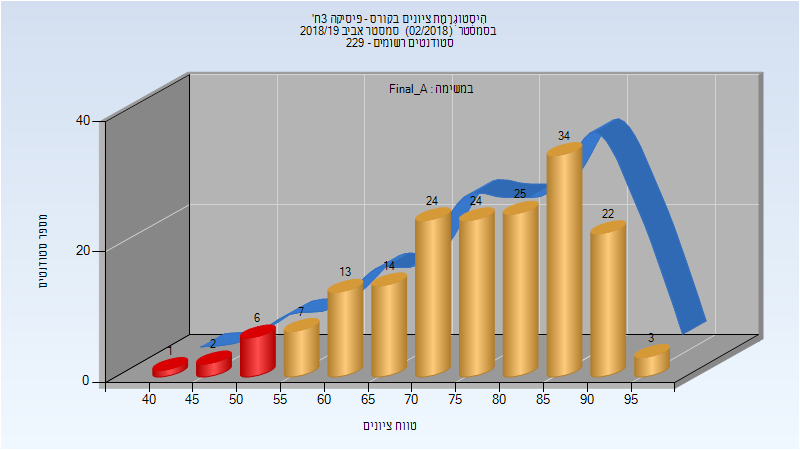 היסטוגרמת ציונים בקורס - פיסיקה 3ח'
בסמסטר (02/2018) סמסטר אביב 2018/19
סטודנטים רשומים - 229
במשימה : Final_A
מספר סטודנטים
40
20
0
1
2
6
7
13
14
24
24
25
34
22
3
40 45 50 55 60 65 70 75 80 85 90 95
טווח ציונים